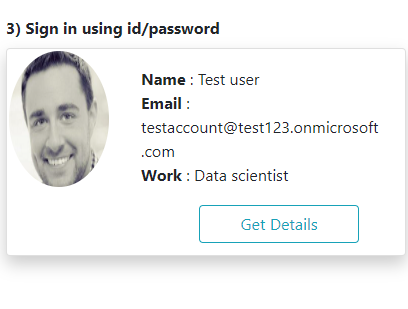 3) Sign in using id/password
Name : Test user
Email :
testaccount@test123.onmicrosoft
.com
Work : Data scientist
Get Details